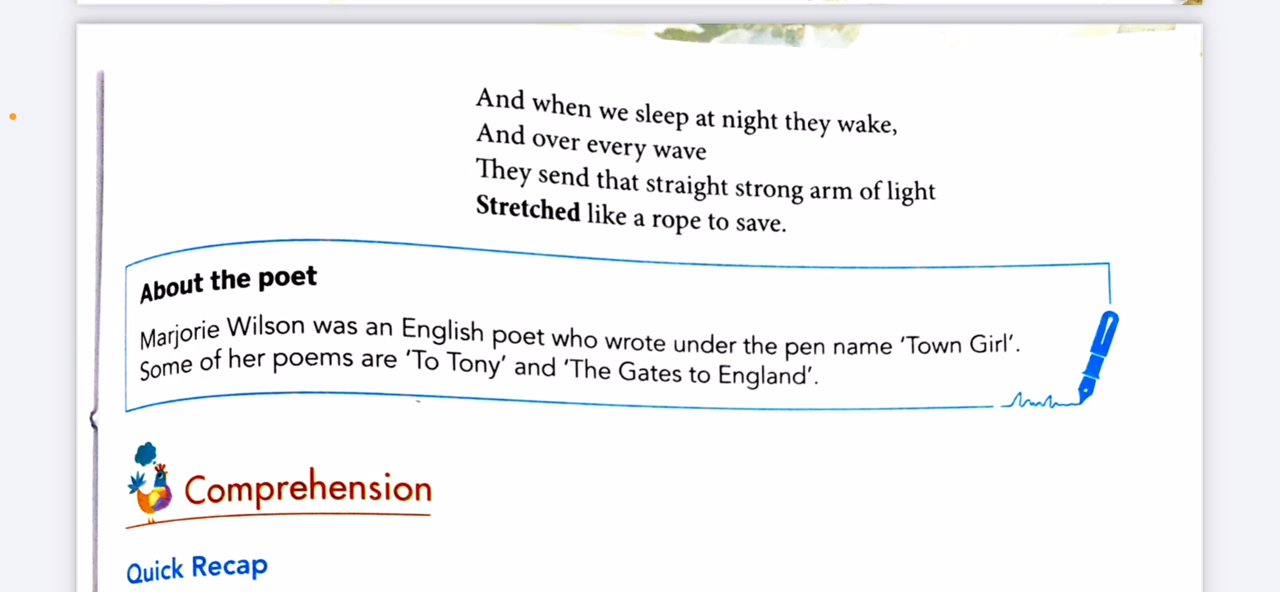 And when we sleep at night they wake,
And over every wave
They send that straight strong arm of light
Stretched like a rope to save.
About the poet
Marjorie Wilson was an English poet who wrote under the pen name ‘Town Girl’.
Some of her poems are ‘To Tony’ and ‘The Gates to England’.
Comprehension
Quick Recap